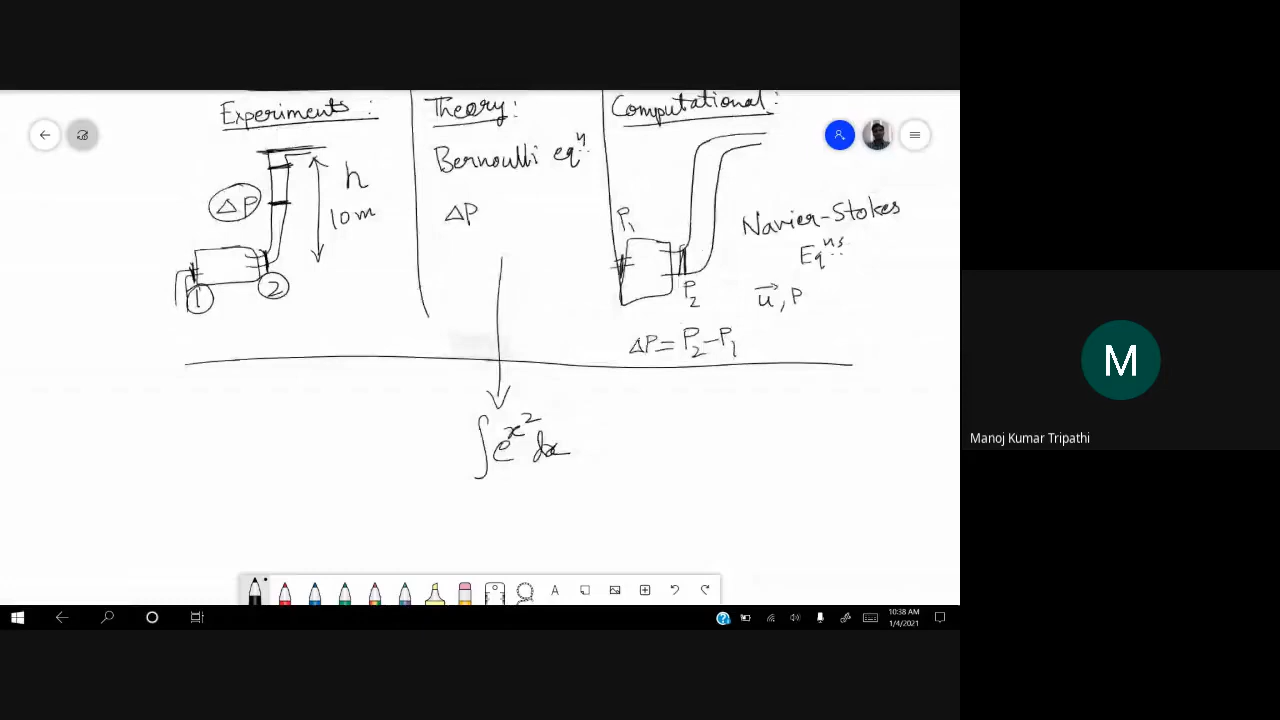 Experiments:
ΔP
h
10m
1
2
Theory:
Bernoulli eqⁿ..
ΔP
Computational:
P₁
P₂
Navier-Stokes
Eqⁿˢ..
u⃗, P
ΔP = P₂-P₁
∫e^x² dx
A
M
Manoj Kumar Tripathi
10:38 AM
1/4/2021